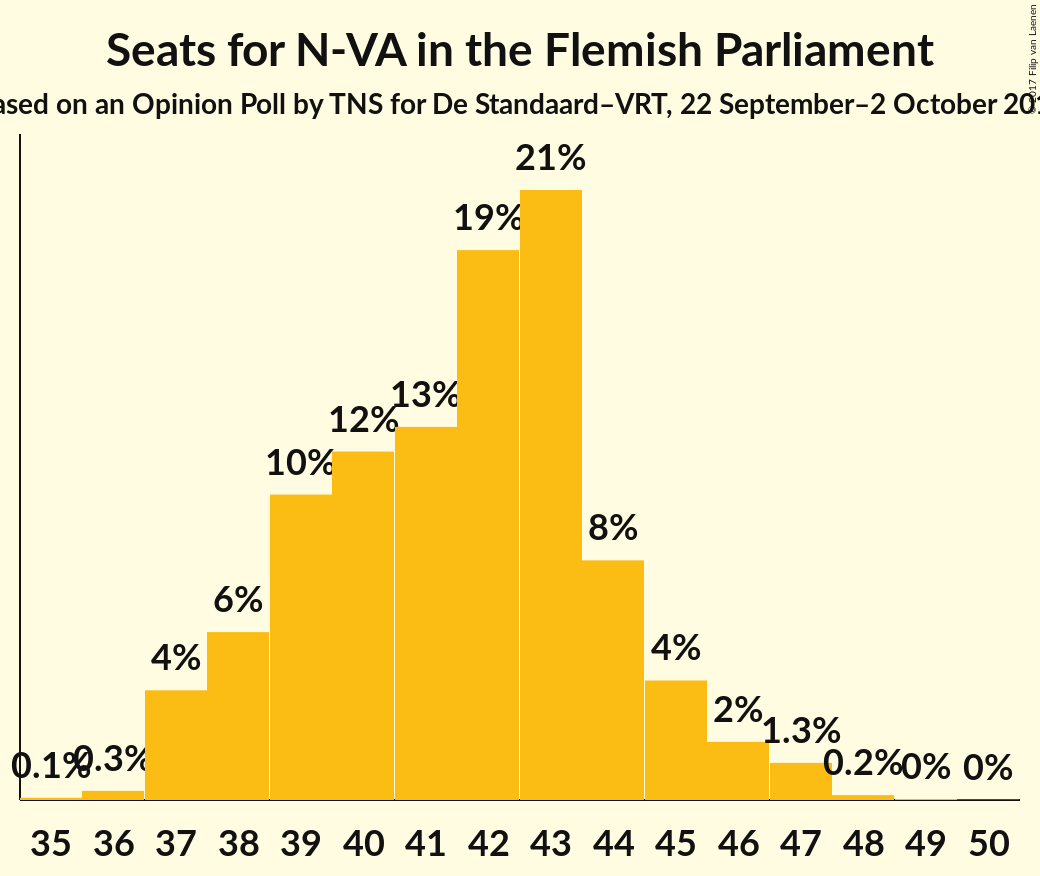 Seats for N-VA in the Flemish Parliament
ased on an Opinion Poll by TNS for De Standaard–VRT, 22 September–2 October 201
© 2017 Filip van Laenen
0.1% 0.3% 4% 6% 10% 12% 13% 19% 21% 8% 4% 2% 1.3% 0.2% 0% 0%
35 36 37 38 39 40 41 42 43 44 45 46 47 48 49 50